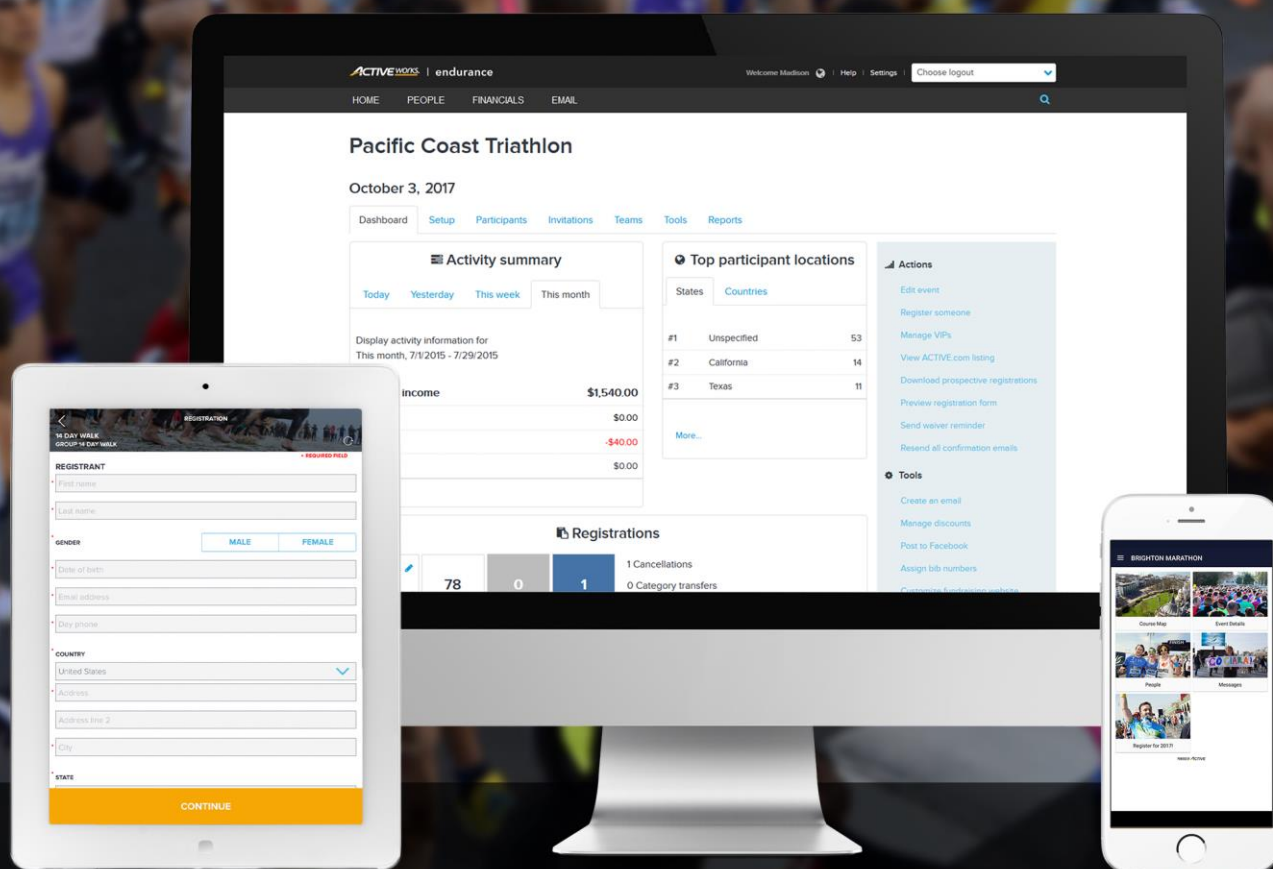 ACTIVEworks. | endurance
Welcome Madison | Help | Settings | Choose logout
HOME PEOPLE FINANCIALS EMAIL
Pacific Coast Triathlon
October 3, 2017
Dashboard Setup Participants Invitations Teams Tools Reports
Activity summary
Today Yesterday This week This month
Display activity information for
This month, 7/1/2015 - 7/29/2015
income $1,540.00
$0.00
-$40.00
$0.00
Top participant locations
States Countries
#1 Unspecified 53
#2 California 14
#3 Texas 11
More...
Registrations
78 0 1
1 Cancellations
0 Category transfers
Actions
Edit event
Register someone
Manage VIPs
View ACTIVE.com listing
Download prospective registrations
Preview registration form
Send waiver reminder
Resend all confirmation emails
Tools
Create an email
Manage discounts
Post to Facebook
Assign bib numbers
Customize fundraising website
REGISTRATION
14 DAY WALK
GROUP 14 DAY WALK
* REQUIRED FIELD
REGISTRANT
* First name
* Last name
* GENDER MALE FEMALE
* Date of birth
* Email address
* Day phone
* COUNTRY
United States
* Address
Address line 2
* City
* STATE
CONTINUE
BRIGHTON MARATHON
Course Map Event Details
People Messages
Register for 2017!